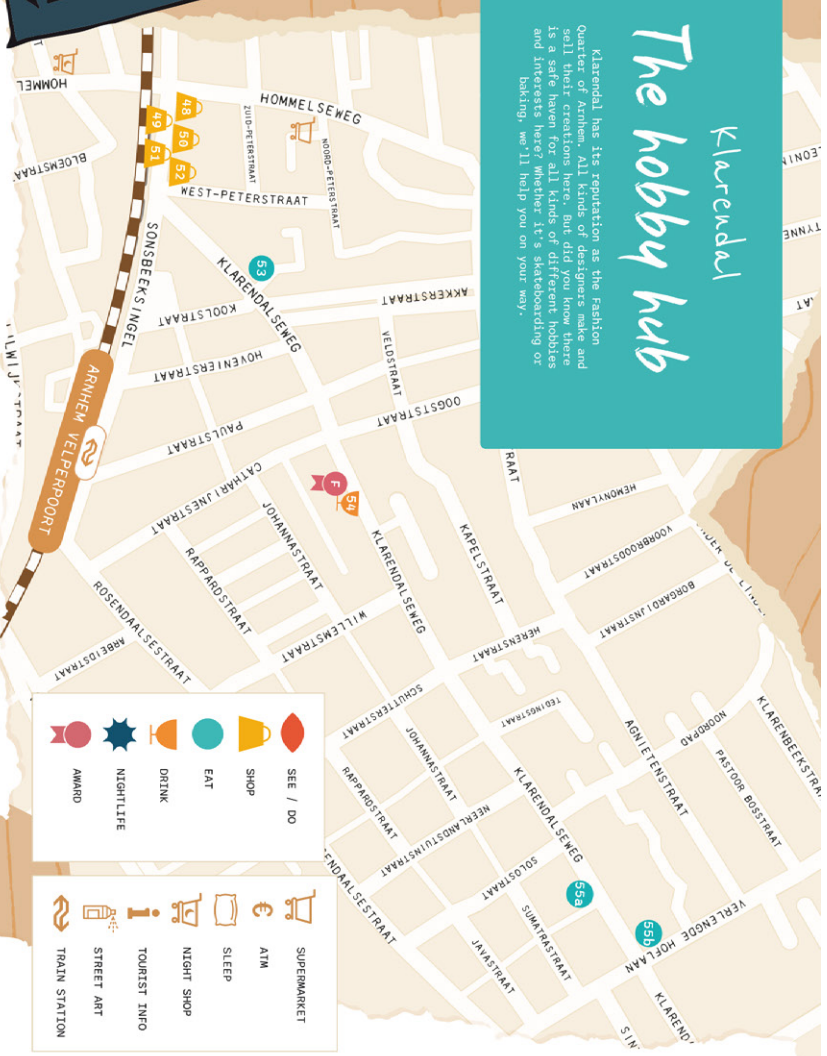 Klarendal
The hobby hub
Klarendal has its reputation as the Fashion
Quarter of Arnhem. All kinds of designers make and
sell their creations here. But did you know there
is a safe haven for all kinds of different hobbies
and interests here? Whether it's skateboarding or
baking, we'll help you on your way.
HOMMEL
BLOEMSTRAAT
HOMMELSEWEG
ZUID-PETERSTRAAT
NOORD-PETERSTRAAT
WEST-PETERSTRAAT
48
49
50
51
52
SONSBEEKSINGEL
53
KLARENDALSEWEG
KOOLSTRAAT
AKKERSTRAAT
HOVENIERSTRAAT
VELDSTRAAT
OOGSTSTRAAT
PAULSTRAAT
CATHARIJNESTRAAT
ARNHEM VELPERPOORT
F
54
RAAT
HEMONYLAAN
VOORBROODSTRAAT
BORGARDIJNSTRAAT
JOHANNASTRAAT
RAPPARDSTRAAT
KLARENDALSEWEG
KAPELSTRAAT
WILLEMSTRAAT
HERENSTRAAT
ROSENDAALSESTRAAT
ARBEIDSTRAAT
SCHUTTERSTRAAT
TEDINGSTRAAT
JOHANNASTRAAT
RAPPARDSTRAAT
AGNIETENSTRAAT
NOORDPAD
PASTOOR BOSSTRAAT
KLARENBEEKSTRA
KLARENDALSEWEG
NEERLANDSTUINSTRAAT
SOLOSTRAAT
SUMATRASTRAAT
JAVASTRAAT
ENDAALSESTRAAT
55a
55b
VERLENGDE HOFLAAN
KLAREND
SIN
SEE / DO
SHOP
EAT
DRINK
NIGHTLIFE
AWARD
SUPERMARKET
€ ATM
SLEEP
NIGHT SHOP
TOURIST INFO
STREET ART
TRAIN STATION